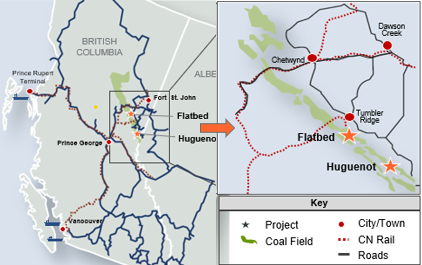 BRITISH
COLUMBIA
ALBE
Prince Rupert
Terminal
Fort St. John
Flatbed
Huguenot
Prince George
Vancouver
Dawson
Creek
Chetwynd
Tumbler
Ridge
Flatbed
Huguenot
Key
Project
City/Town
Coal Field
CN Rail
Roads